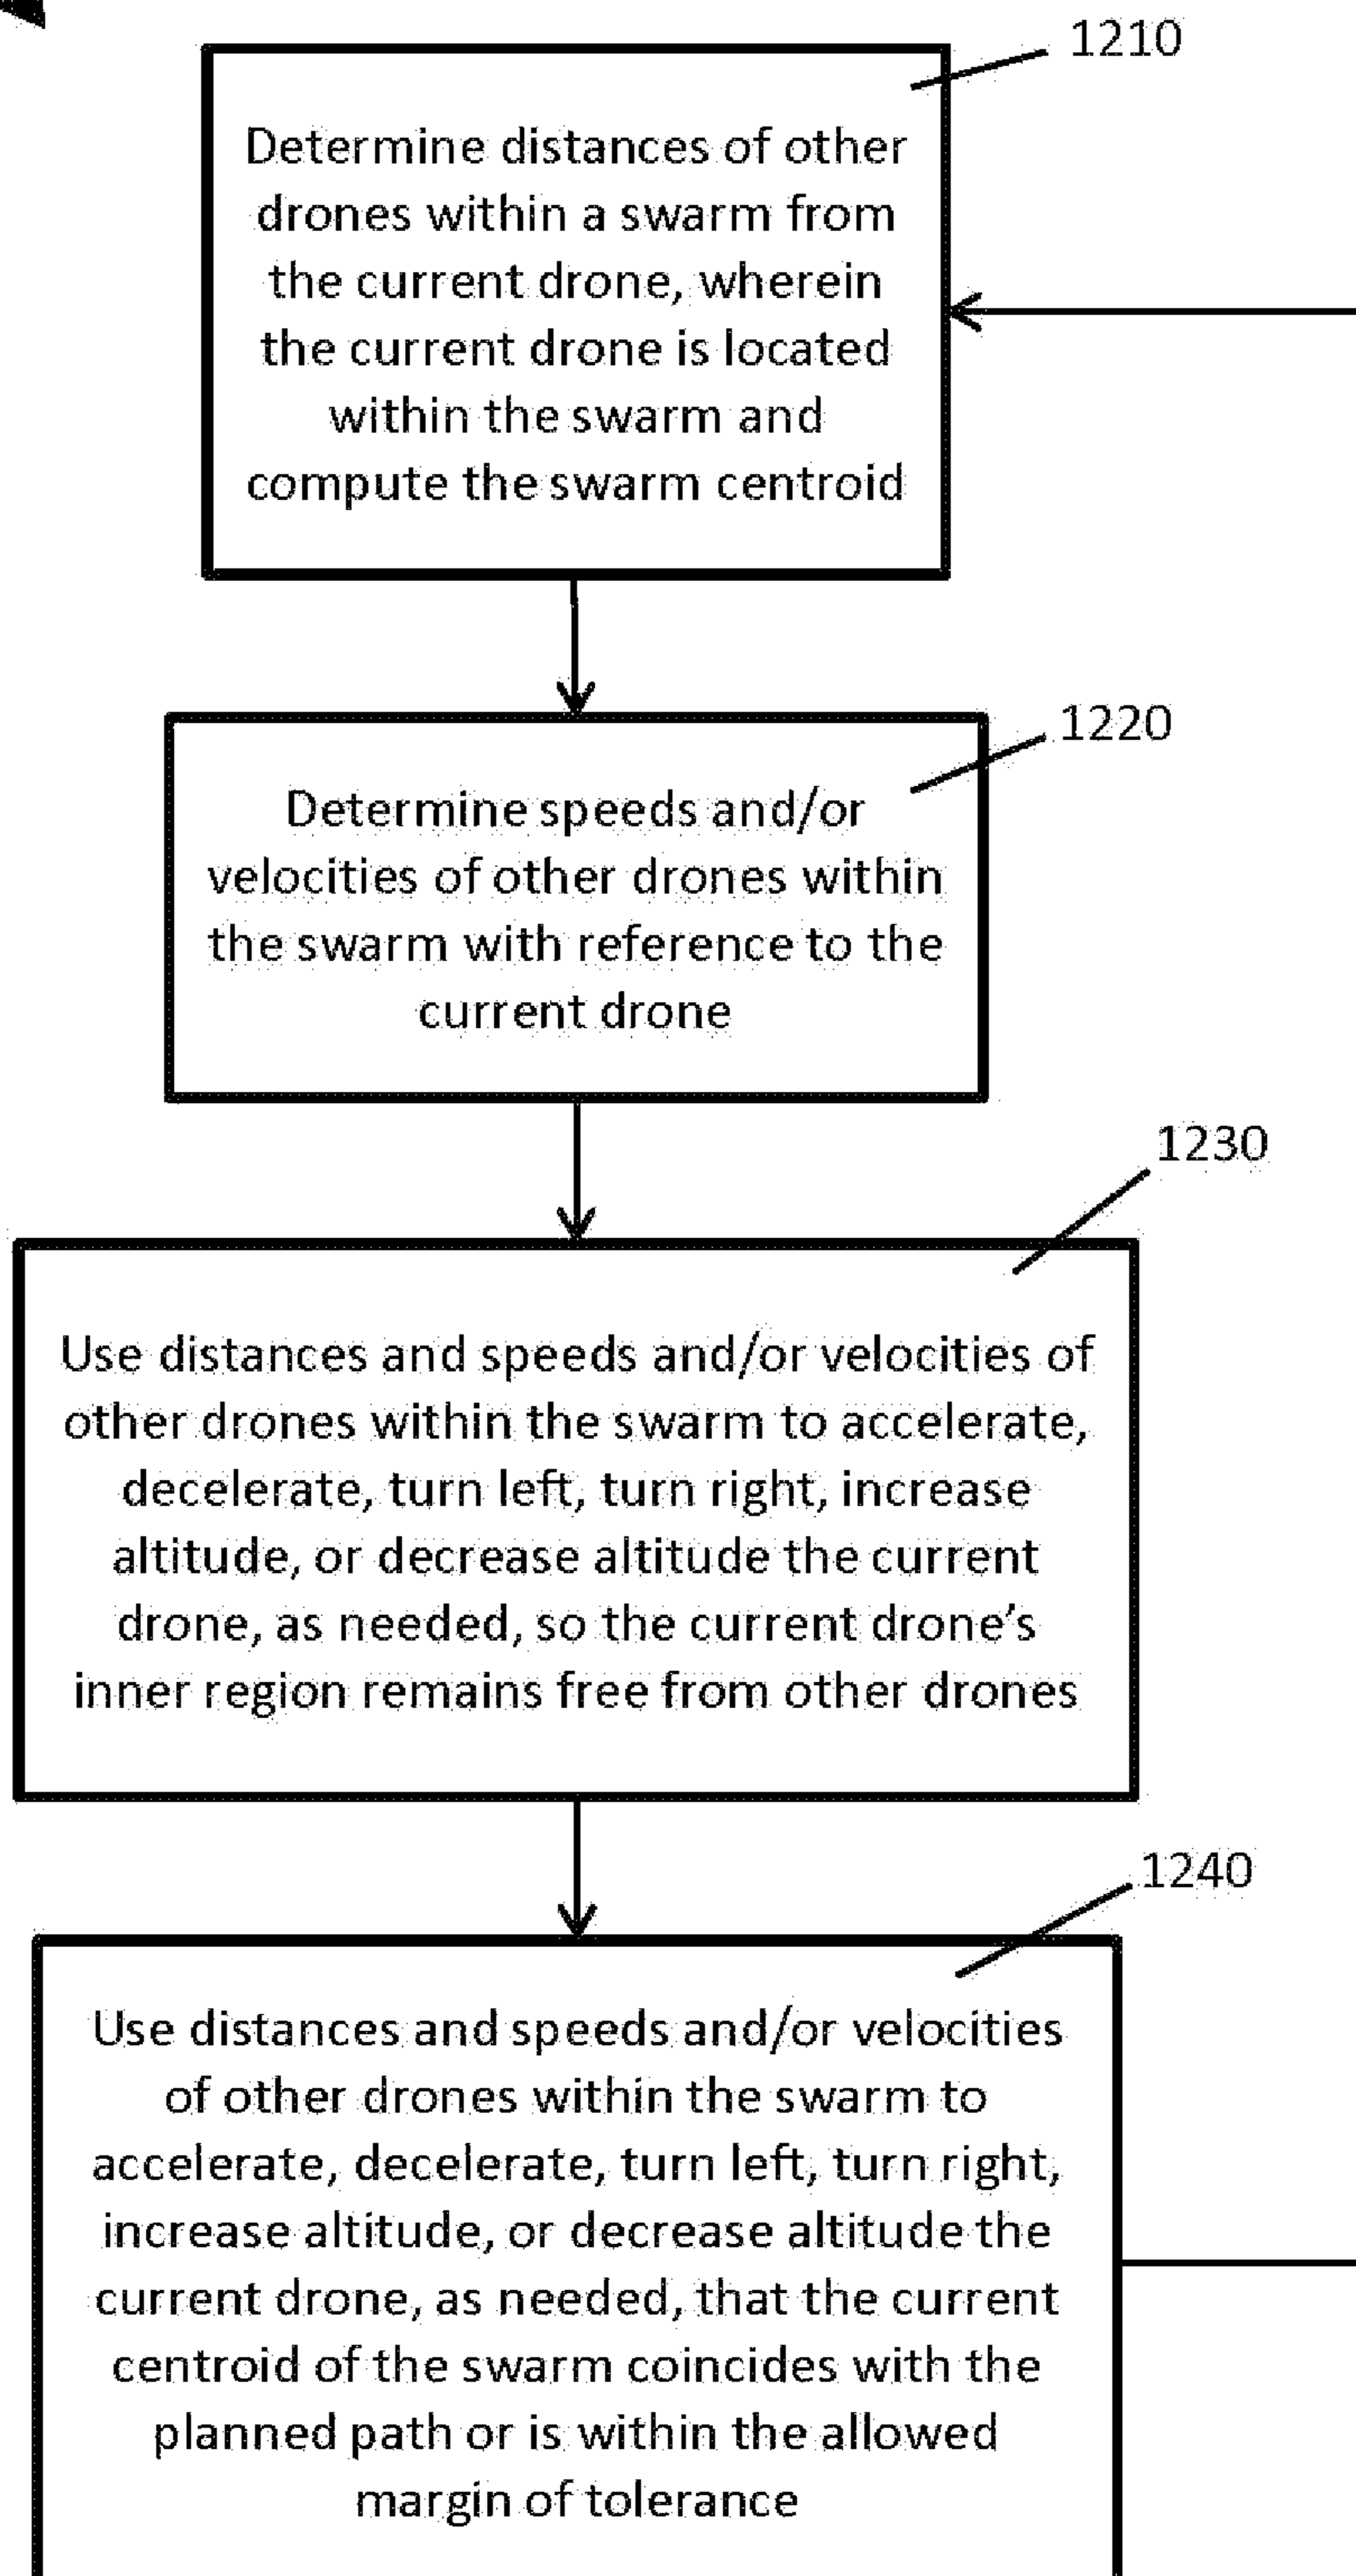 1210
Determine distances of other
drones within a swarm from
the current drone, wherein
the current drone is located
within the swarm and
compute the swarm centroid
1220
Determine speeds and/or
velocities of other drones within
the swarm with reference to the
current drone
1230
Use distances and speeds and/or velocities of
other drones within the swarm to accelerate,
decelerate, turn left, turn right, increase
altitude, or decrease altitude the current
drone, as needed, so the current drone's
inner region remains free from other drones
1240
Use distances and speeds and/or velocities
of other drones within the swarm to
accelerate, decelerate, turn left, turn right,
increase altitude, or decrease altitude the
current drone, as needed, that the current
centroid of the swarm coincides with the
planned path or is within the allowed
margin of tolerance